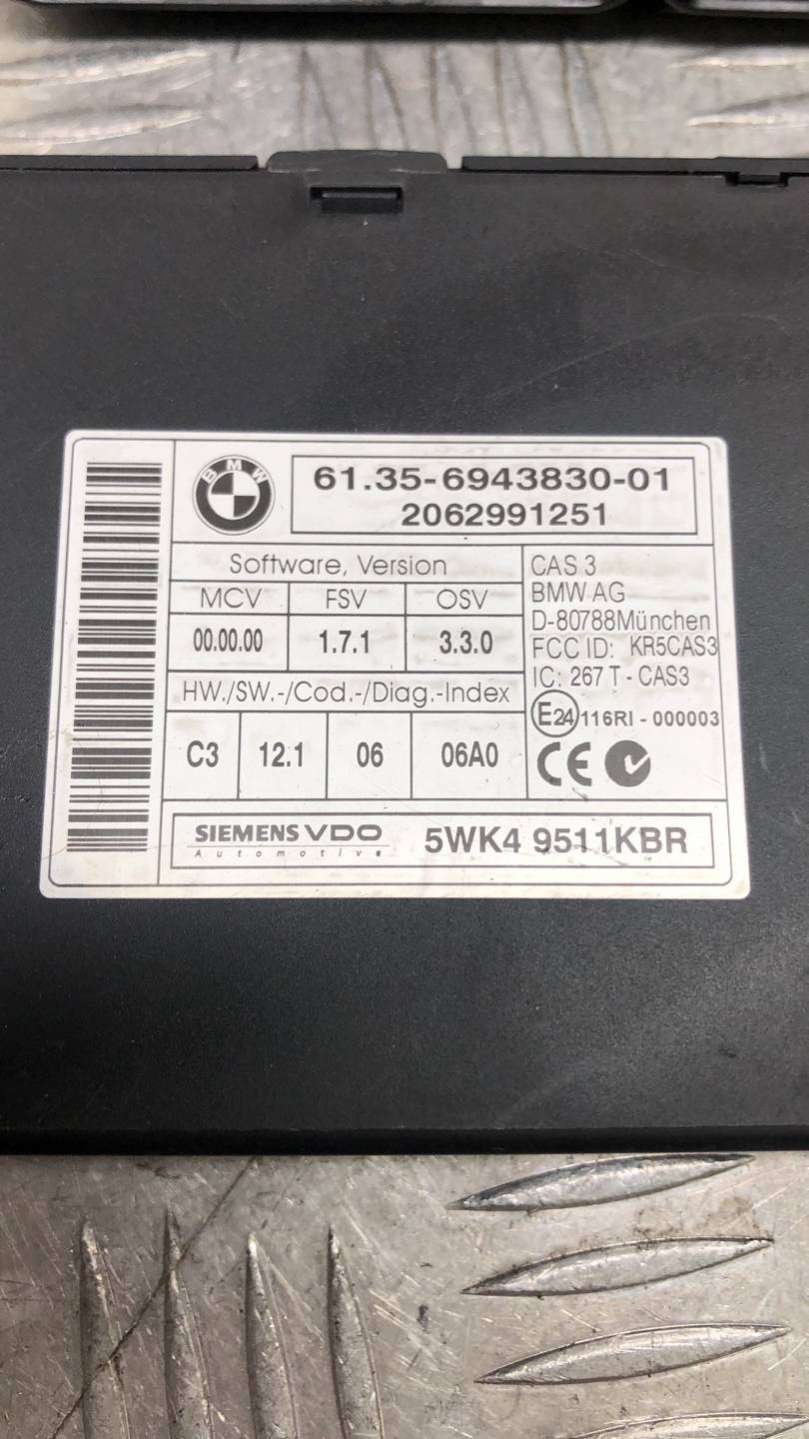 BMW
61.35-6943830-01
2062991251
Software, Version
MCV FSV OSV
00.00.00 1.7.1 3.3.0
HW./SW.-/Cod.-/Diag.-Index
C3 12.1 06 06A0
CAS 3
BMW AG
D-80788München
FCC ID: KR5CAS3
IC: 267 T - CAS3
E24 116RI - 000003
CE
SIEMENS VDO
Automotive
5WK4 9511KBR